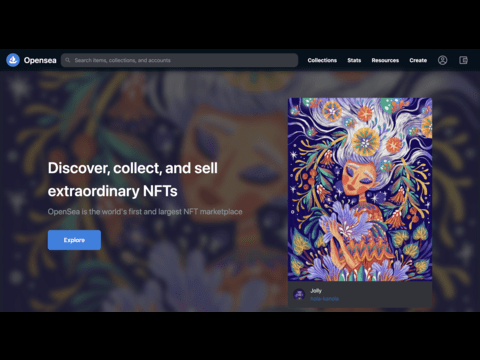 Opensea
Search items, collections, and accounts
Collections
Stats
Resources
Create
Discover, collect, and sell
extraordinary NFTs
OpenSea is the world's first and largest NFT marketplace
Explore
Jolly